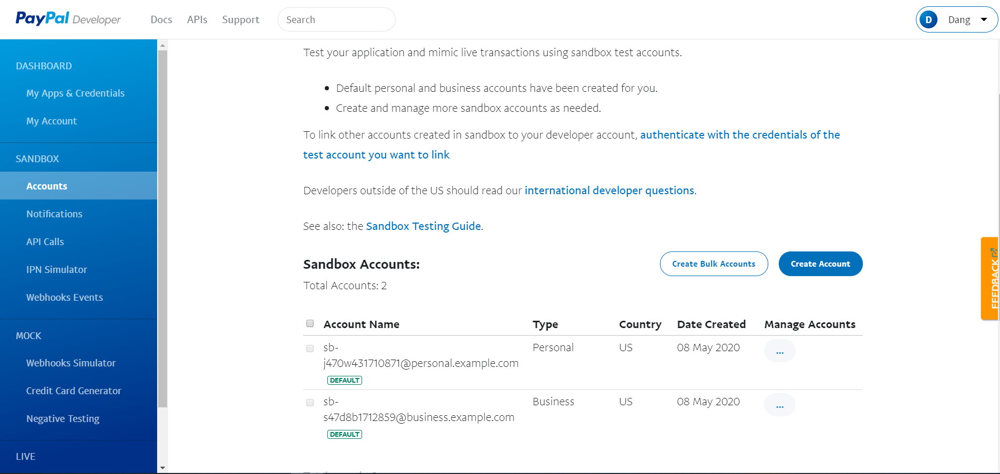 PayPal Developer
Docs
APIs
Support
Search
D
Dang
DASHBOARD
My Apps & Credentials
My Account
SANDBOX
Accounts
Notifications
API Calls
IPN Simulator
Webhooks Events
MOCK
Webhooks Simulator
Credit Card Generator
Negative Testing
LIVE
Test your application and mimic live transactions using sandbox test accounts.
Default personal and business accounts have been created for you.
Create and manage more sandbox accounts as needed.
To link other accounts created in sandbox to your developer account, authenticate with the credentials of the
test account you want to link
Developers outside of the US should read our international developer questions.
See also: the Sandbox Testing Guide.
Sandbox Accounts:
Create Bulk Accounts
Create Account
Total Accounts: 2
Account Name Type Country Date Created Manage Accounts
sb- Personal US 08 May 2020 ...
j470w431710871@personal.example.com
DEFAULT
sb- Business US 08 May 2020 ...
s47d8b1712859@business.example.com
DEFAULT
FEEDBACK